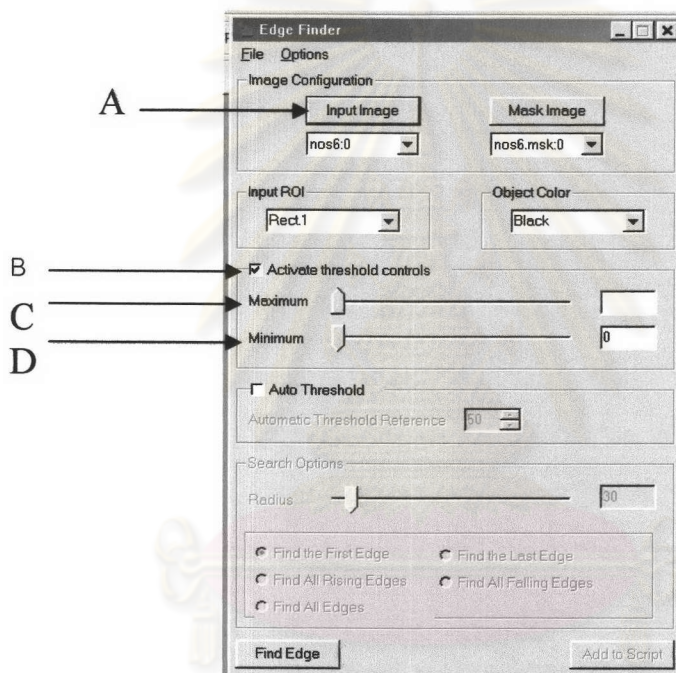 Edge Finder
File Options
Image Configuration
A
Input Image Mask Image
nos6:0 nos6.msk:0
Input ROI Object Color
Rect.1 Black
B
Activate threshold controls
C
Maximum
D
Minimum 0
Auto Threshold
Automatic Threshold Reference 50
Search Options
Radius 30
Find the First Edge Find the Last Edge
Find All Rising Edges Find All Falling Edges
Find All Edges
Find Edge Add to Script